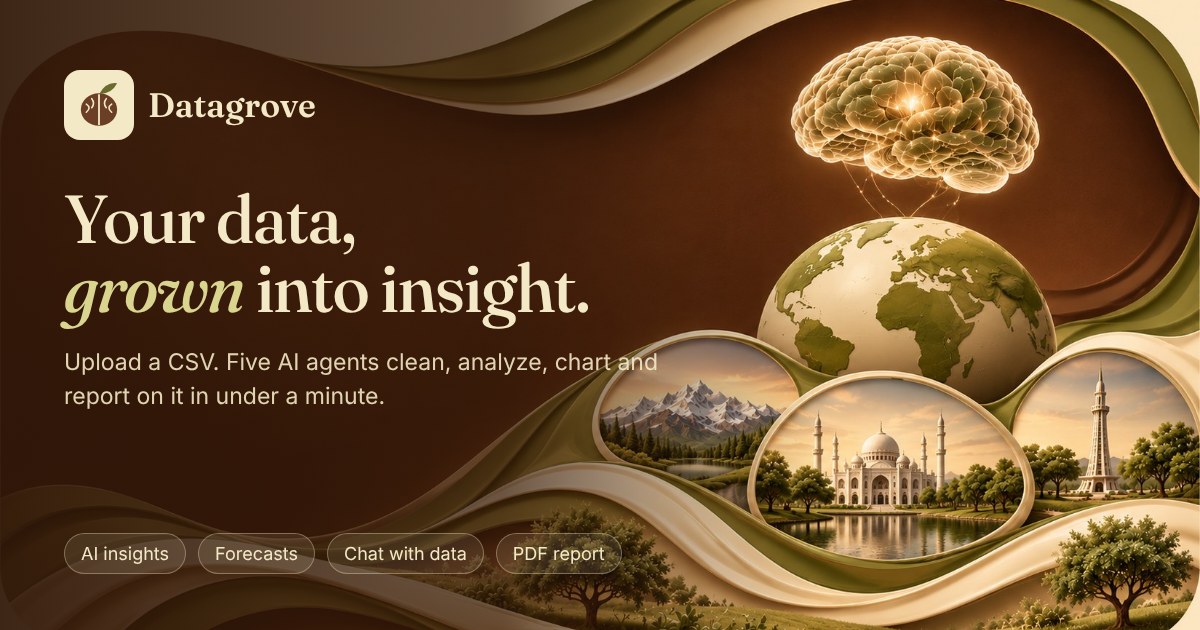 Datagrove
Your data,
grown into insight.
Upload a CSV. Five AI agents clean, analyze, chart and
report on it in under a minute.
AI insights
Forecasts
Chat with data
PDF report